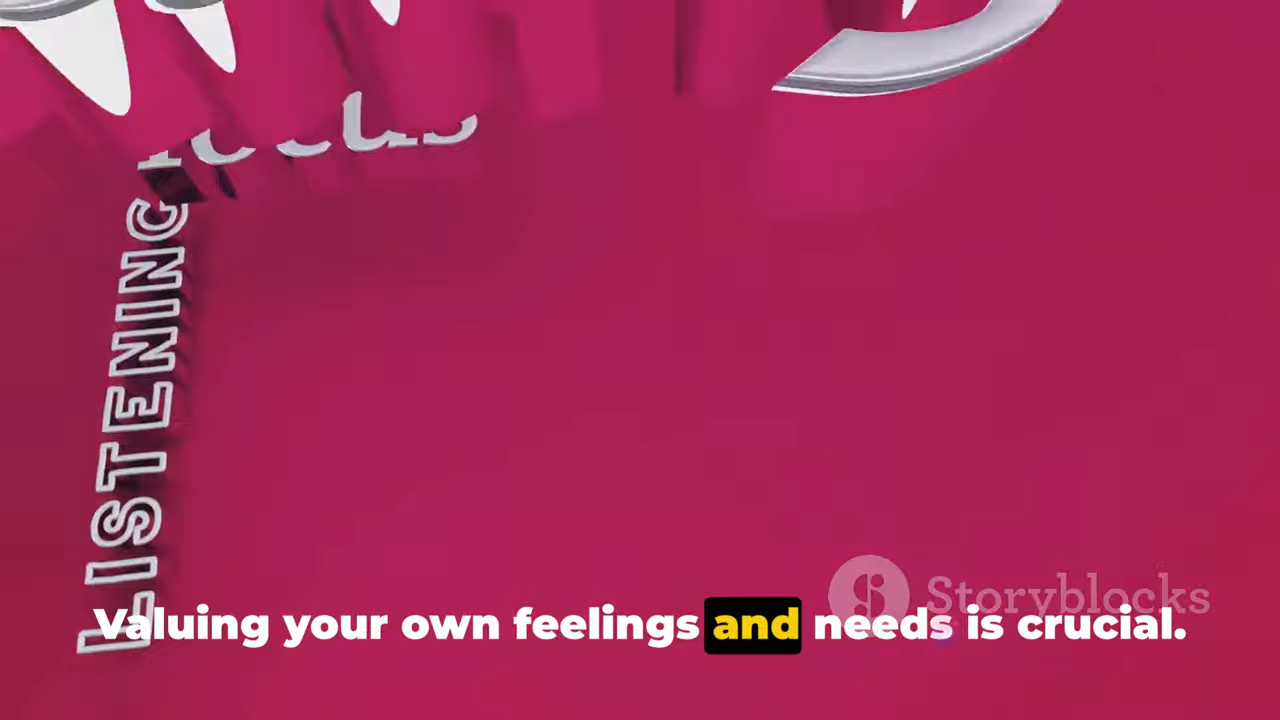 LISTENING
Storyblocks
Valuing your own feelings and needs is crucial.